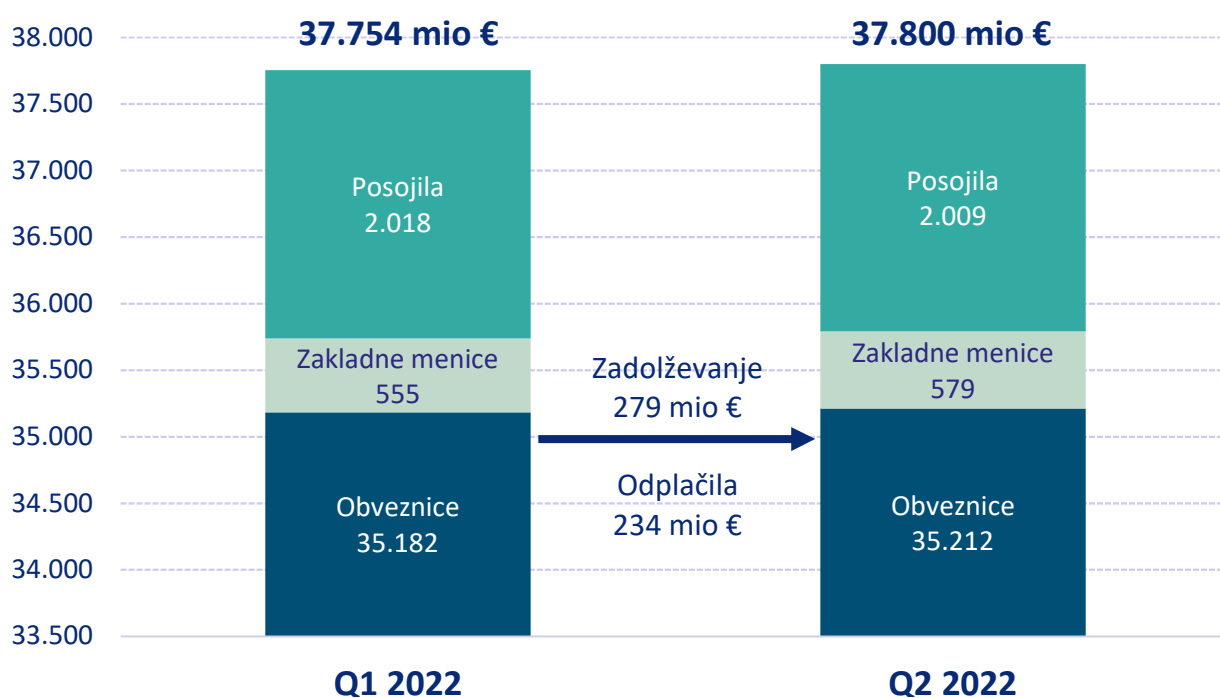 37.754 mio €
37.800 mio €
38.000
37.500
37.000
36.500
36.000
35.500
35.000
34.500
34.000
33.500
Posojila
2.018
Zakladne menice
555
Obveznice
35.182
Zadolževanje
279 mio €
Odplačila
234 mio €
Posojila
2.009
Zakladne menice
579
Obveznice
35.212
Q1 2022
Q2 2022